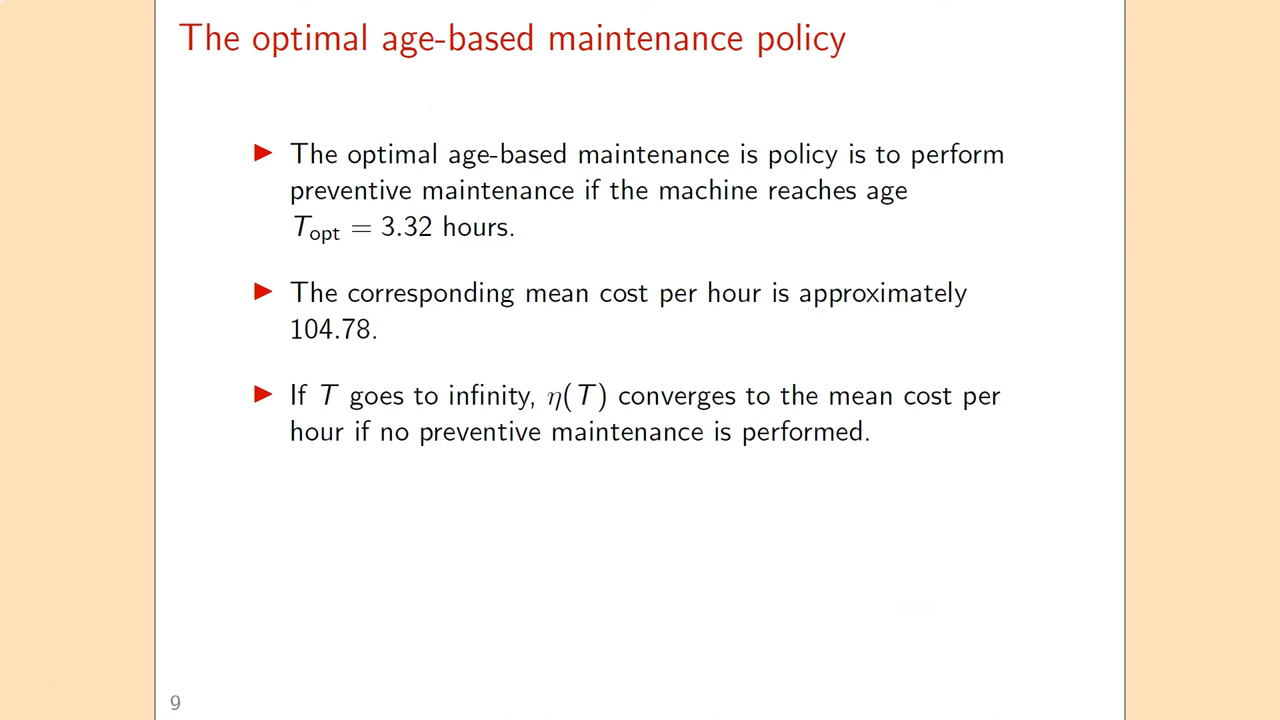 The optimal age-based maintenance policy
▶ The optimal age-based maintenance is policy is to perform
preventive maintenance if the machine reaches age
T_opt = 3.32 hours.
▶ The corresponding mean cost per hour is approximately
104.78.
▶ If T goes to infinity, η(T) converges to the mean cost per
hour if no preventive maintenance is performed.
9